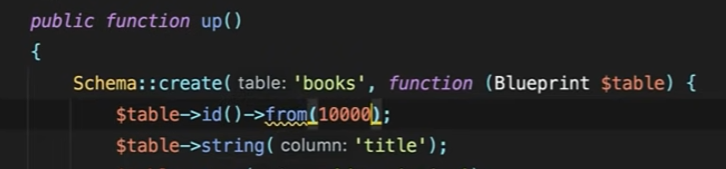 public function up()
{
Schema::create( table: 'books', function (Blueprint $table) {
$table->id()->from(10000);
$table->string( column: 'title');